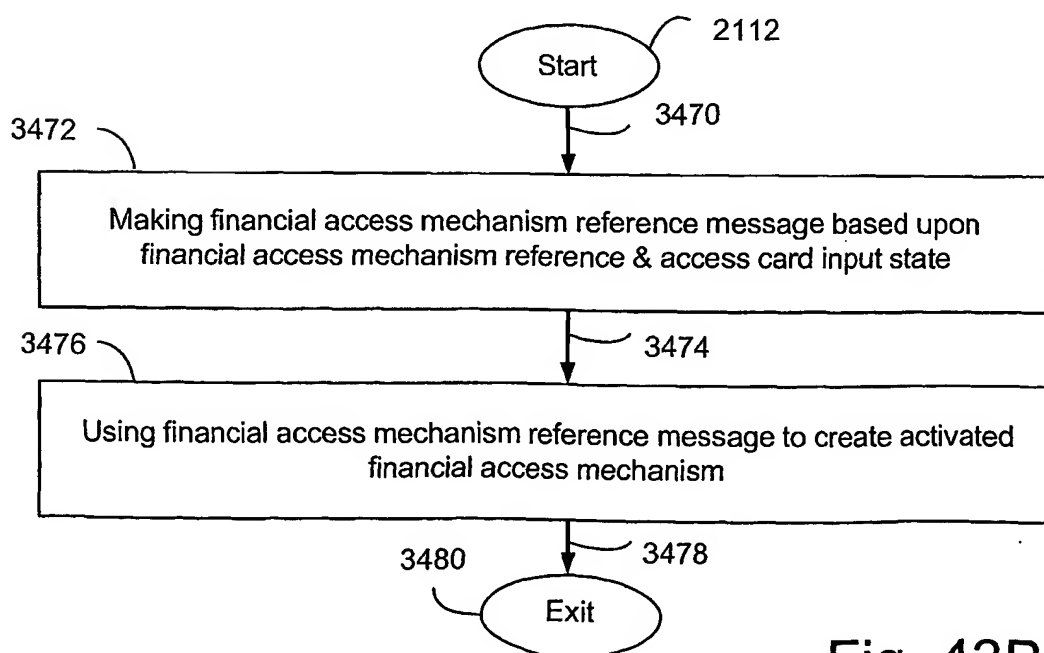 2112
Start
3470
3472
Making financial access mechanism reference message based upon
financial access mechanism reference & access card input state
3474
3476
Using financial access mechanism reference message to create activated
financial access mechanism
3478
3480
Exit